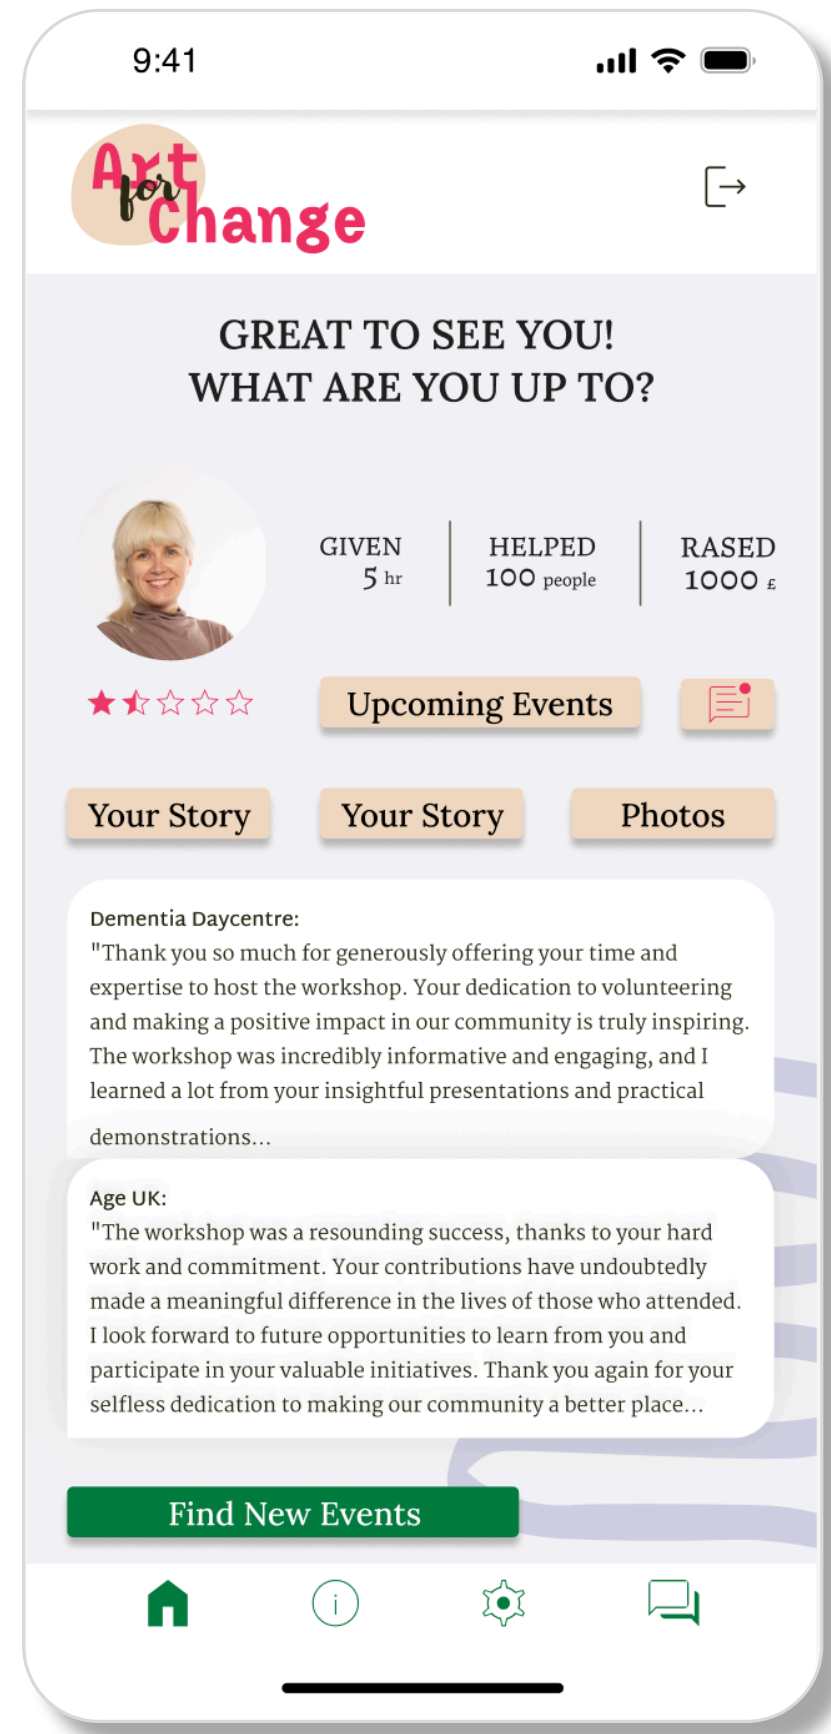 9:41
Art
for
Change
GREAT TO SEE YOU!
WHAT ARE YOU UP TO?
GIVEN
5 hr
HELPED
100 people
RASED
1000 £
Upcoming Events
Your Story
Your Story
Photos
Dementia Daycentre:
"Thank you so much for generously offering your time and
expertise to host the workshop. Your dedication to volunteering
and making a positive impact in our community is truly inspiring.
The workshop was incredibly informative and engaging, and I
learned a lot from your insightful presentations and practical
demonstrations...
Age UK:
"The workshop was a resounding success, thanks to your hard
work and commitment. Your contributions have undoubtedly
made a meaningful difference in the lives of those who attended.
I look forward to future opportunities to learn from you and
participate in your valuable initiatives. Thank you again for your
selfless dedication to making our community a better place...
Find New Events